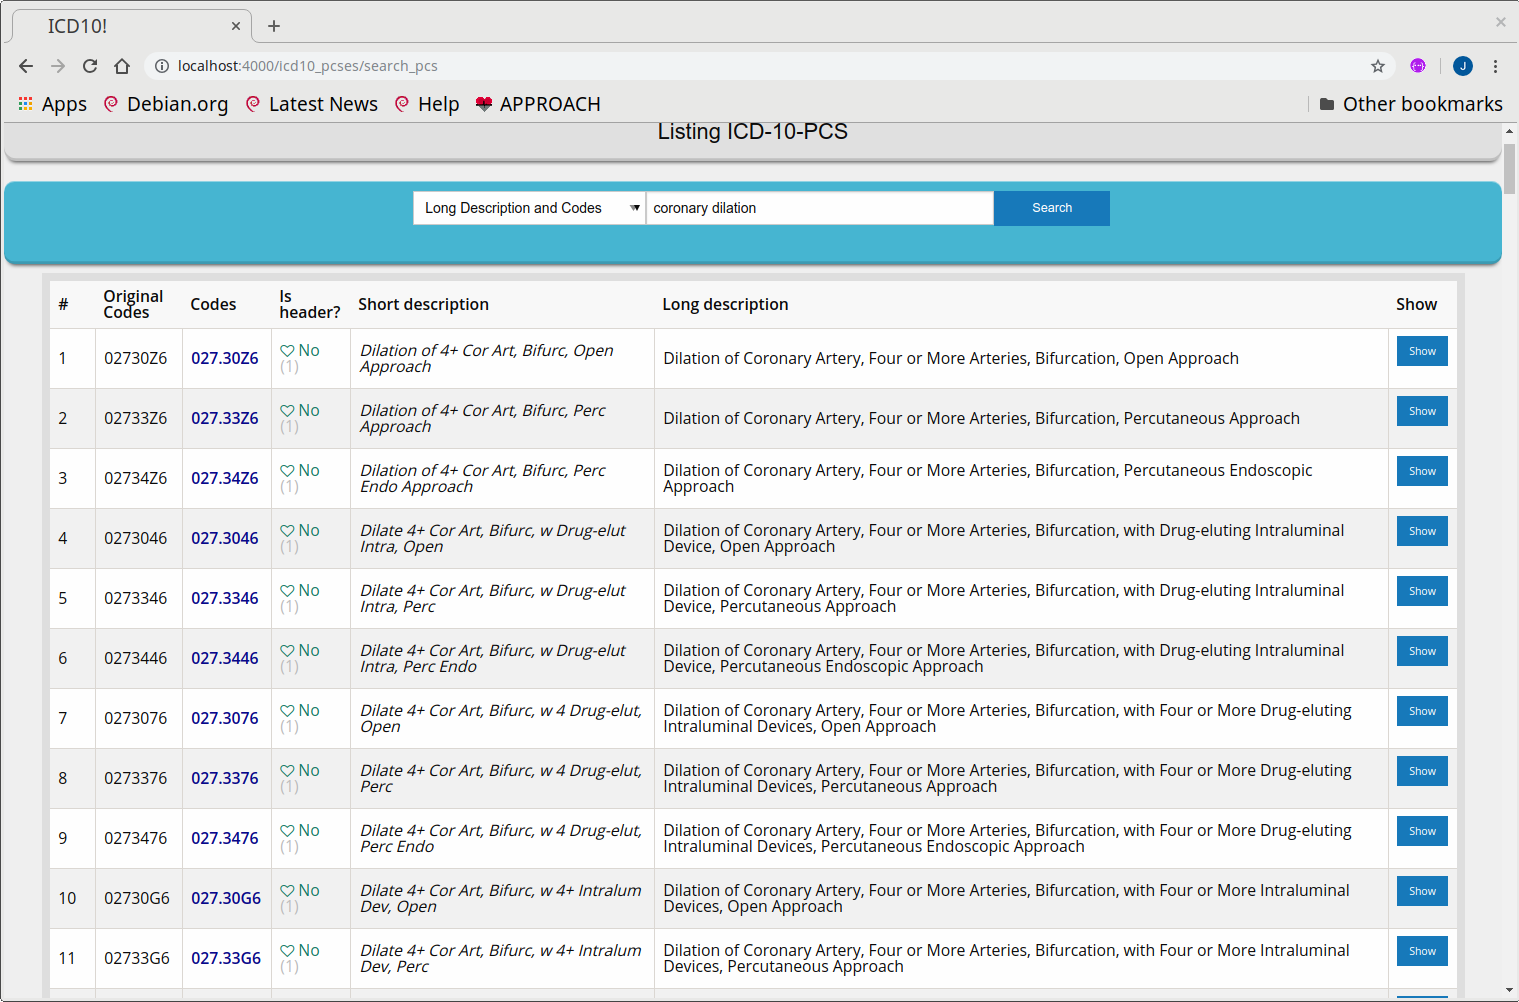 ICD10!
localhost:4000/icd10_pcses/search_pcs
J
Apps Debian.org Latest News Help APPROACH Other bookmarks
Listing ICD-10-PCS
Long Description and Codes coronary dilation Search
# Original Codes Codes Is header? Short description Long description Show
1 02730Z6 027.30Z6 No (1) Dilation of 4+ Cor Art, Bifurc, Open Approach Dilation of Coronary Artery, Four or More Arteries, Bifurcation, Open Approach Show
2 02733Z6 027.33Z6 No (1) Dilation of 4+ Cor Art, Bifurc, Perc Approach Dilation of Coronary Artery, Four or More Arteries, Bifurcation, Percutaneous Approach Show
3 02734Z6 027.34Z6 No (1) Dilation of 4+ Cor Art, Bifurc, Perc Endo Approach Dilation of Coronary Artery, Four or More Arteries, Bifurcation, Percutaneous Endoscopic Approach Show
4 0273046 027.3046 No (1) Dilate 4+ Cor Art, Bifurc, w Drug-elut Intra, Open Dilation of Coronary Artery, Four or More Arteries, Bifurcation, with Drug-eluting Intraluminal Device, Open Approach Show
5 0273346 027.3346 No (1) Dilate 4+ Cor Art, Bifurc, w Drug-elut Intra, Perc Dilation of Coronary Artery, Four or More Arteries, Bifurcation, with Drug-eluting Intraluminal Device, Percutaneous Approach Show
6 0273446 027.3446 No (1) Dilate 4+ Cor Art, Bifurc, w Drug-elut Intra, Perc Endo Dilation of Coronary Artery, Four or More Arteries, Bifurcation, with Drug-eluting Intraluminal Device, Percutaneous Endoscopic Approach Show
7 0273076 027.3076 No (1) Dilate 4+ Cor Art, Bifurc, w 4 Drug-elut, Open Dilation of Coronary Artery, Four or More Arteries, Bifurcation, with Four or More Drug-eluting Intraluminal Devices, Open Approach Show
8 0273376 027.3376 No (1) Dilate 4+ Cor Art, Bifurc, w 4 Drug-elut, Perc Dilation of Coronary Artery, Four or More Arteries, Bifurcation, with Four or More Drug-eluting Intraluminal Devices, Percutaneous Approach Show
9 0273476 027.3476 No (1) Dilate 4+ Cor Art, Bifurc, w 4 Drug-elut, Perc Endo Dilation of Coronary Artery, Four or More Arteries, Bifurcation, with Four or More Drug-eluting Intraluminal Devices, Percutaneous Endoscopic Approach Show
10 02730G6 027.30G6 No (1) Dilate 4+ Cor Art, Bifurc, w 4+ Intralum Dev, Open Dilation of Coronary Artery, Four or More Arteries, Bifurcation, with Four or More Intraluminal Devices, Open Approach Show
11 02733G6 027.33G6 No (1) Dilate 4+ Cor Art, Bifurc, w 4+ Intralum Dev, Perc Dilation of Coronary Artery, Four or More Arteries, Bifurcation, with Four or More Intraluminal Devices, Percutaneous Approach Show